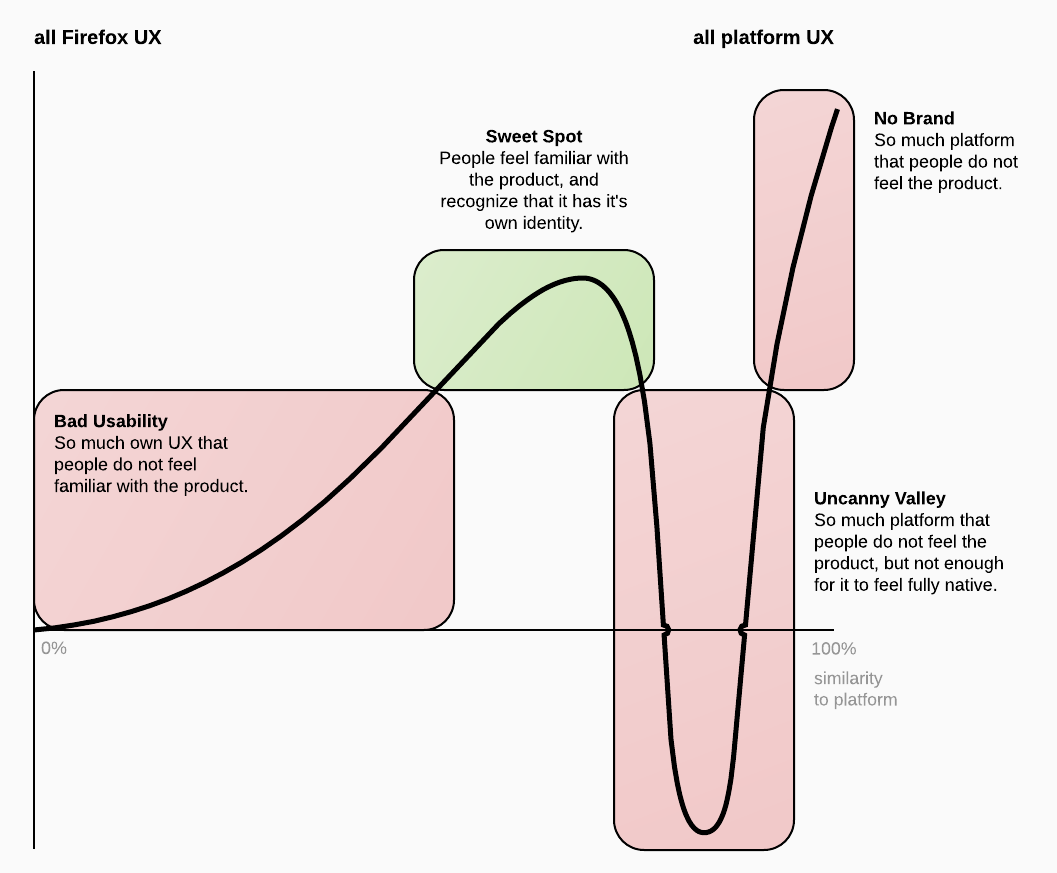 all Firefox UX
all platform UX
No Brand
So much platform
that people do not
feel the product.
Sweet Spot
People feel familiar with
the product, and
recognize that it has it's
own identity.
Bad Usability
So much own UX that
people do not feel
familiar with the product.
Uncanny Valley
So much platform that
people do not feel the
product, but not enough
for it to feel fully native.
0%
100%
similarity
to platform